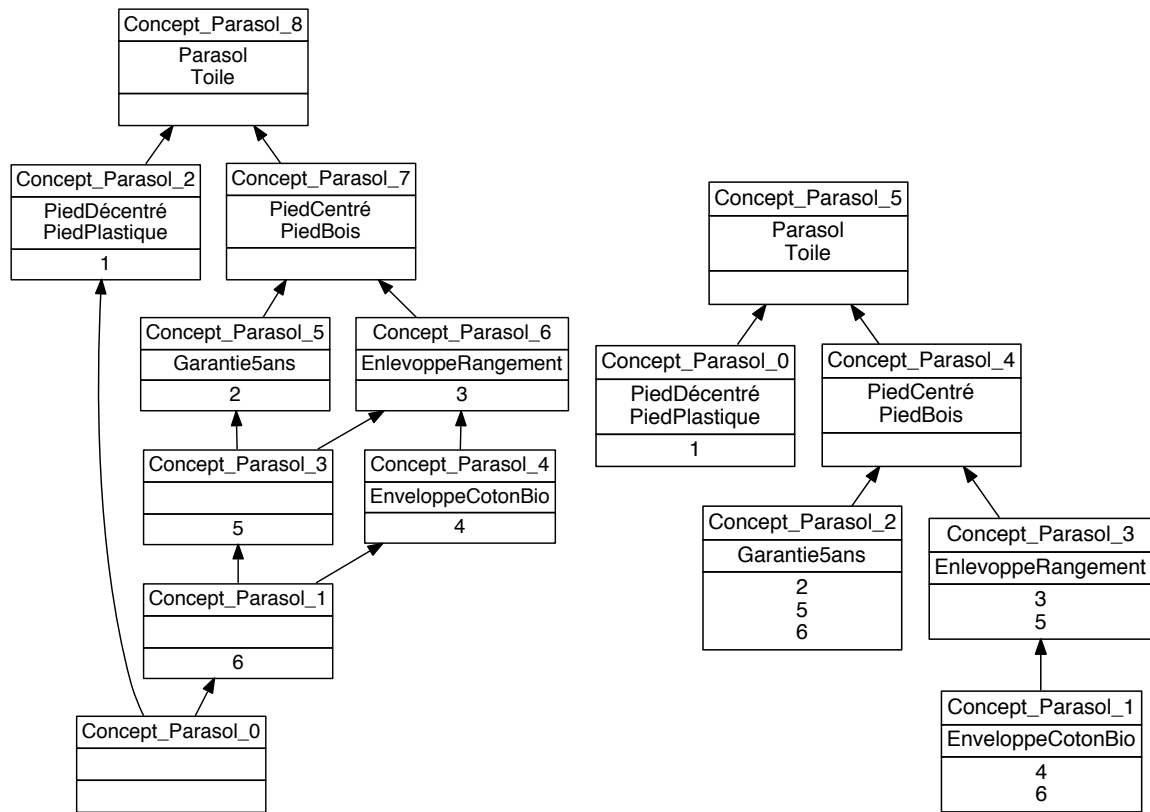 Concept_Parasol_8
Parasol
Toile
Concept_Parasol_2
PiedDécentré
PiedPlastique
1
Concept_Parasol_7
PiedCentré
PiedBois
Concept_Parasol_5
Garantie5ans
2
Concept_Parasol_6
EnlevoppeRangement
3
Concept_Parasol_3
5
Concept_Parasol_4
EnveloppeCotonBio
4
Concept_Parasol_1
6
Concept_Parasol_0
Concept_Parasol_5
Parasol
Toile
Concept_Parasol_0
PiedDécentré
PiedPlastique
1
Concept_Parasol_4
PiedCentré
PiedBois
Concept_Parasol_2
Garantie5ans
2
5
6
Concept_Parasol_3
EnlevoppeRangement
3
5
Concept_Parasol_1
EnveloppeCotonBio
4
6